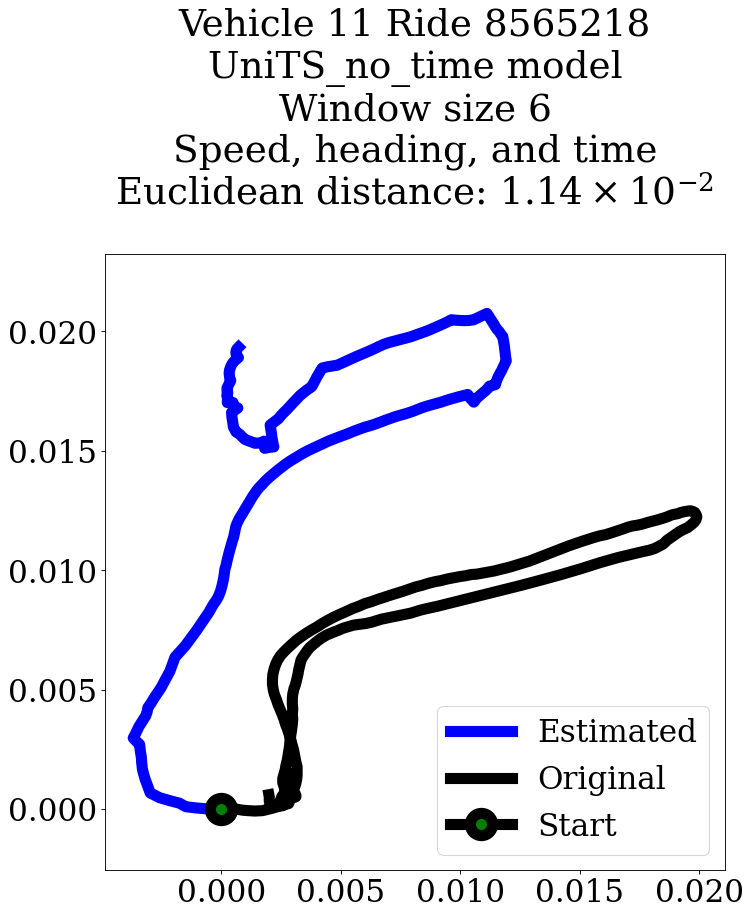 Vehicle 11 Ride 8565218
UniTS_no_time model
Window size 6
Speed, heading, and time
Euclidean distance: 1.14 × 10⁻²
0.020
0.015
0.010
0.005
0.000
Estimated
Original
Start
0.000 0.005 0.010 0.015 0.020